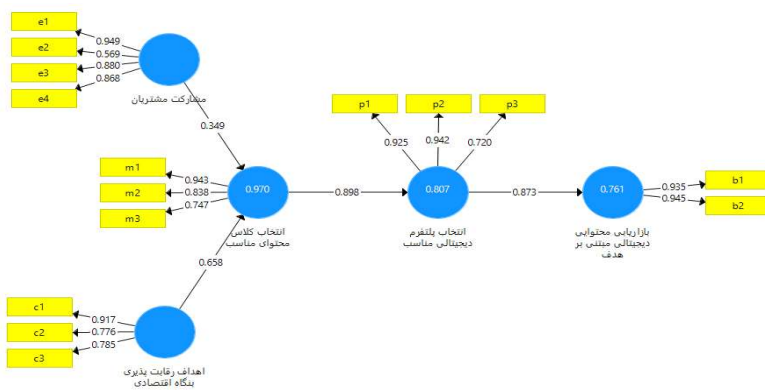 e1
e2
e3
e4
0.949
0.569
0.880
0.868
مشارکت مشتریان
0.349
p1
p2
p3
0.925
0.942
0.720
m1
m2
m3
0.943
0.838
0.747
0.970
انتخاب کلاس
محتوای مناسب
0.898
0.807
انتخاب پلتفرم
دیجیتالی مناسب
0.873
0.761
بازاریابی محتوایی
دیجیتالی مبتنی بر
هدف
0.935
0.945
b1
b2
0.658
c1
c2
c3
0.917
0.776
0.785
اهداف رقابت پذیری
بنگاه اقتصادی